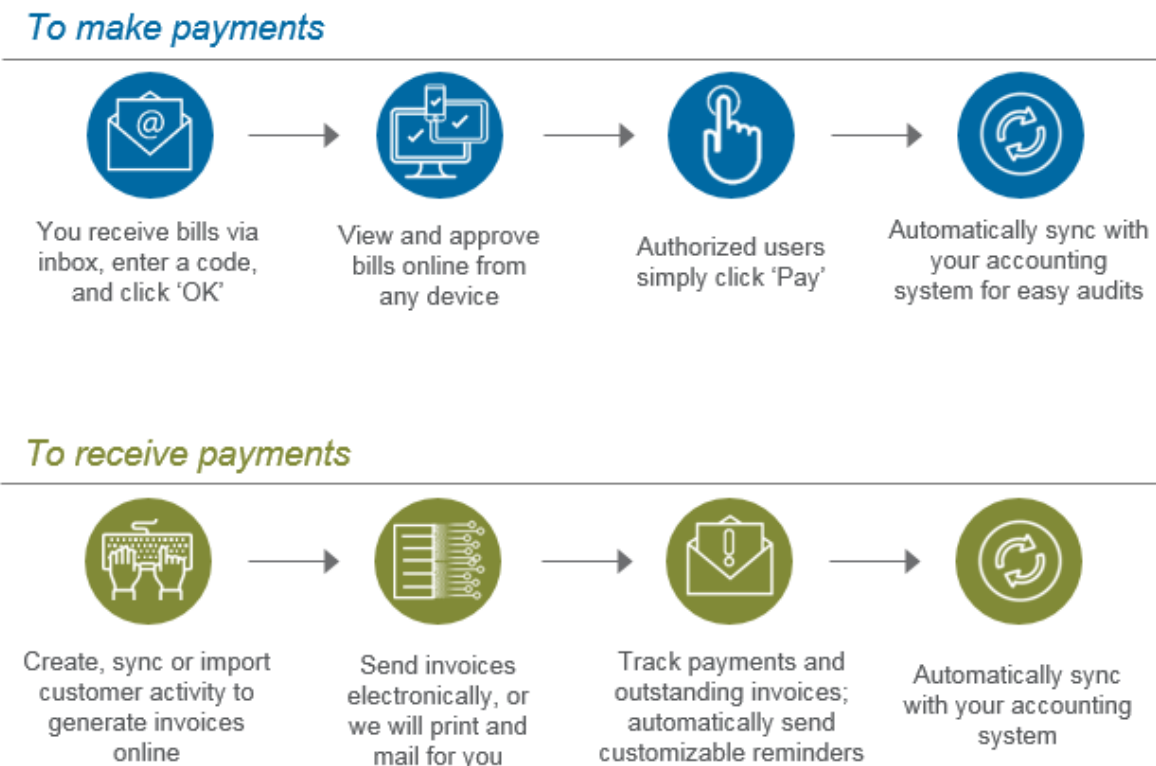 To make payments
You receive bills via
inbox, enter a code,
and click ‘OK’
View and approve
bills online from
any device
Authorized users
simply click ‘Pay’
Automatically sync with
your accounting
system for easy audits
To receive payments
Create, sync or import
customer activity to
generate invoices
online
Send invoices
electronically, or
we will print and
mail for you
Track payments and
outstanding invoices;
automatically send
customizable reminders
Automatically sync
with your accounting
system